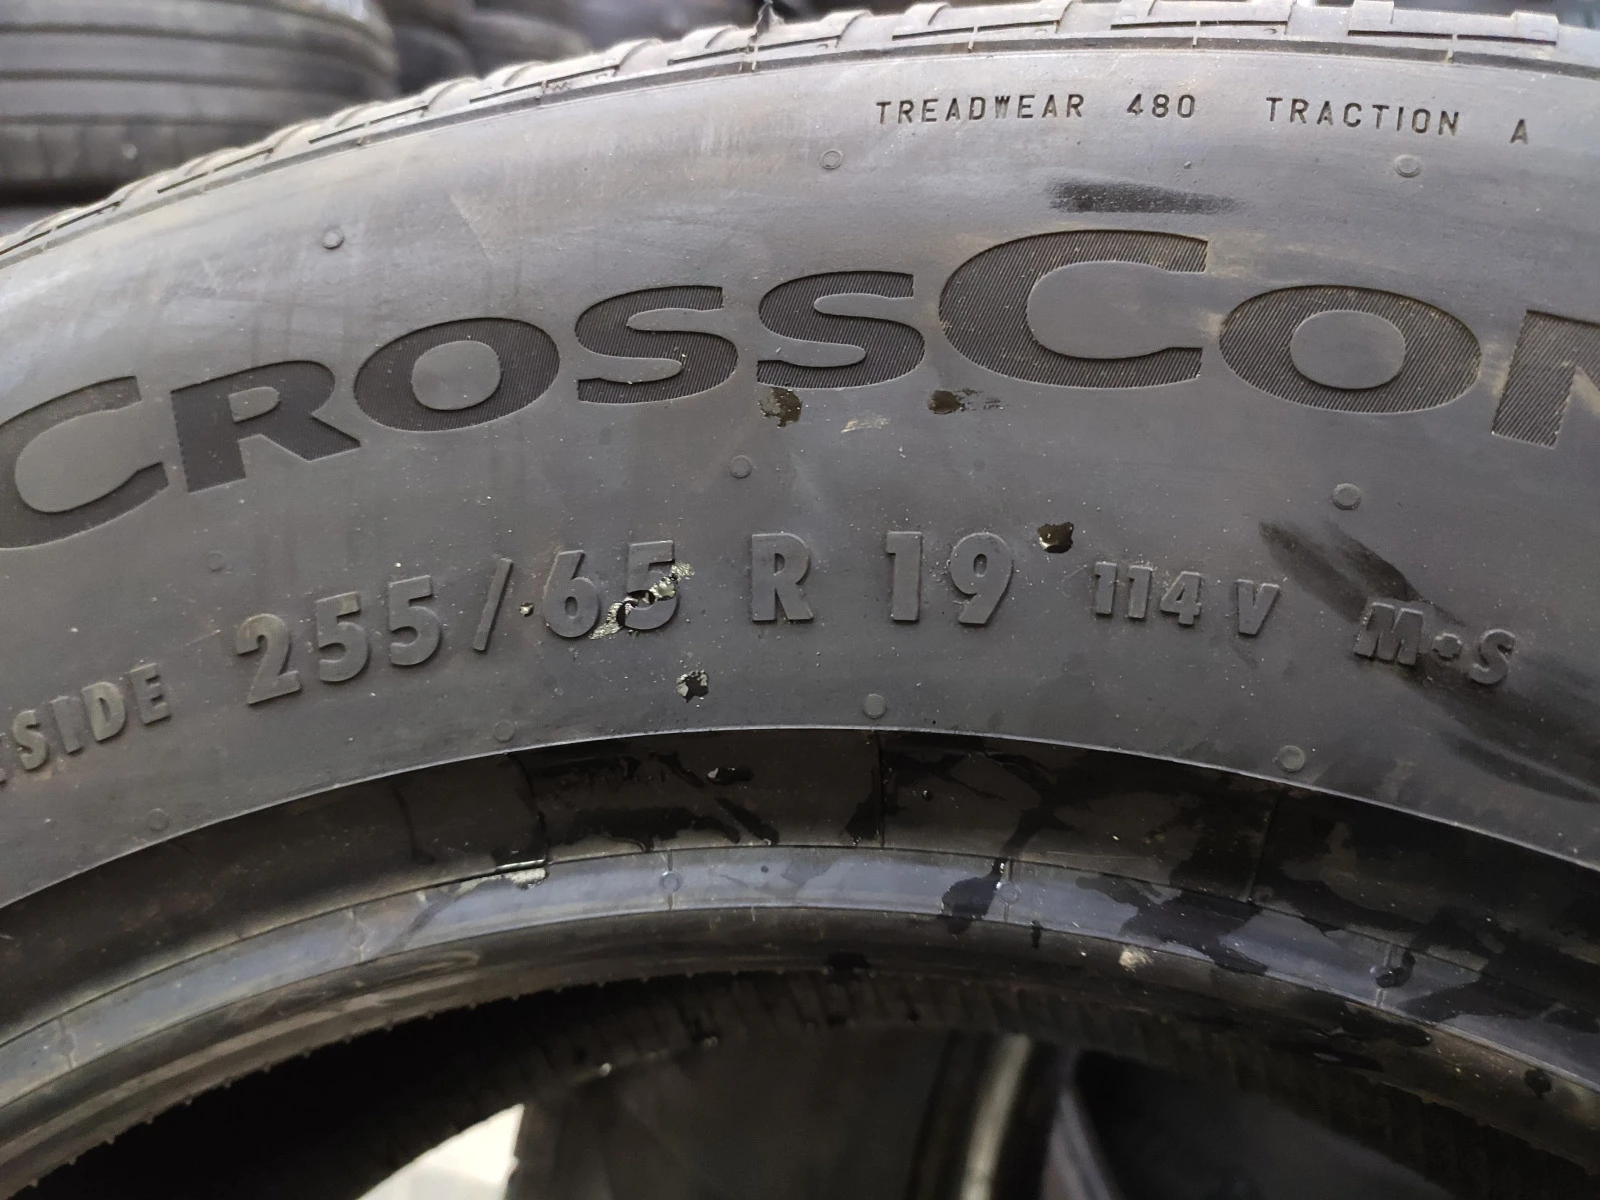 TREADWEAR 480 TRACTION A
CROSSCON
SIDE 255/65 R 19 114 V M+S